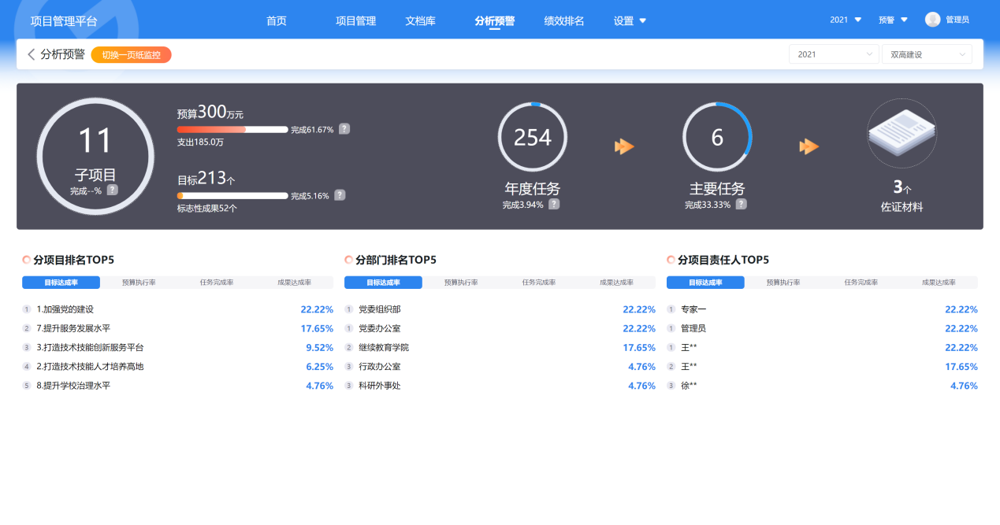 项目管理平台
首页
项目管理
文档库
分析预警
绩效排名
设置
2021
预警
管理员
分析预警
切换一页纸监控
2021
双高建设
11
子项目
完成--%
?
预算300万元
完成61.67%
?
支出185.0万
目标213个
完成5.16%
?
标志性成果52个
254
年度任务
完成3.94%
?
6
主要任务
完成33.33%
?
3个
佐证材料
分项目排名TOP5
目标达成率 预算执行率 任务完成率 成果达成率
1 1.加强党的建设 22.22%
2 7.提升服务发展水平 17.65%
3 3.打造技术技能创新服务平台 9.52%
4 2.打造技术技能人才培养高地 6.25%
5 8.提升学校治理水平 4.76%
分部门排名TOP5
目标达成率 预算执行率 任务完成率 成果达成率
1 党委组织部 22.22%
1 党委办公室 22.22%
2 继续教育学院 17.65%
3 行政办公室 4.76%
3 科研外事处 4.76%
分项目责任人TOP5
目标达成率 预算执行率 任务完成率 成果达成率
1 专家一 22.22%
1 管理员 22.22%
1 王** 22.22%
2 王** 17.65%
3 徐** 4.76%